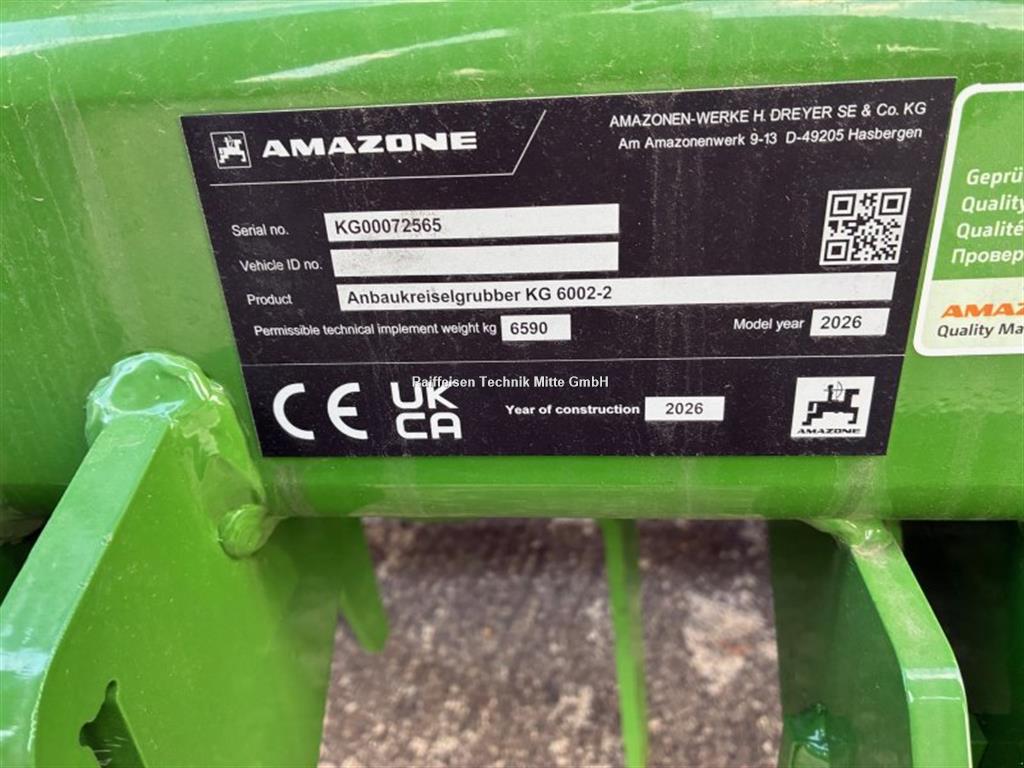 AMAZONE
AMAZONEN-WERKE H. DREYER SE & Co. KG
Am Amazonenwerk 9-13 D-49205 Hasbergen
Serial no. KG00072565
Vehicle ID no.
Product Anbaukreiselgrubber KG 6002-2
Permissible technical implement weight kg 6590 Model year 2026
Raiffeisen Technik Mitte GmbH
CE UK CA Year of construction 2026
AMAZONE
Geprü
Quality
Qualité
Провер
AMAZ
Quality Ma